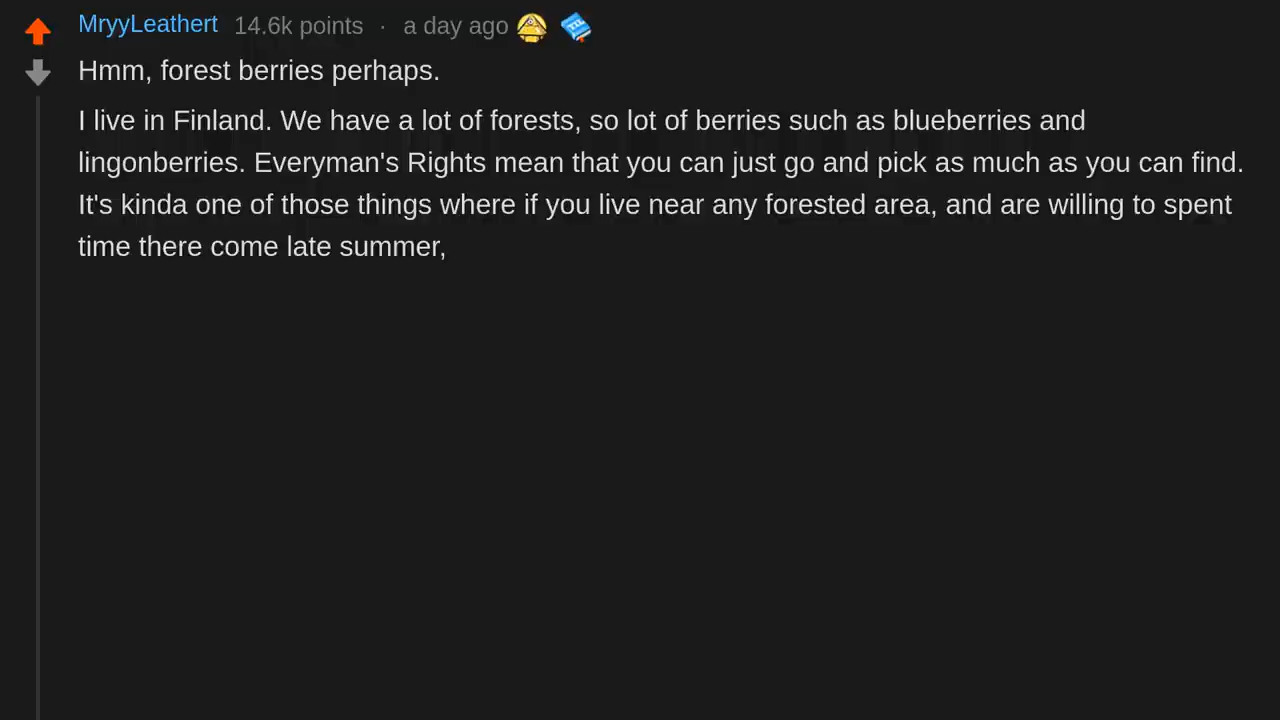 MryyLeathert 14.6k points · a day ago
Hmm, forest berries perhaps.
I live in Finland. We have a lot of forests, so lot of berries such as blueberries and
lingonberries. Everyman's Rights mean that you can just go and pick as much as you can find.
It's kinda one of those things where if you live near any forested area, and are willing to spent
time there come late summer,